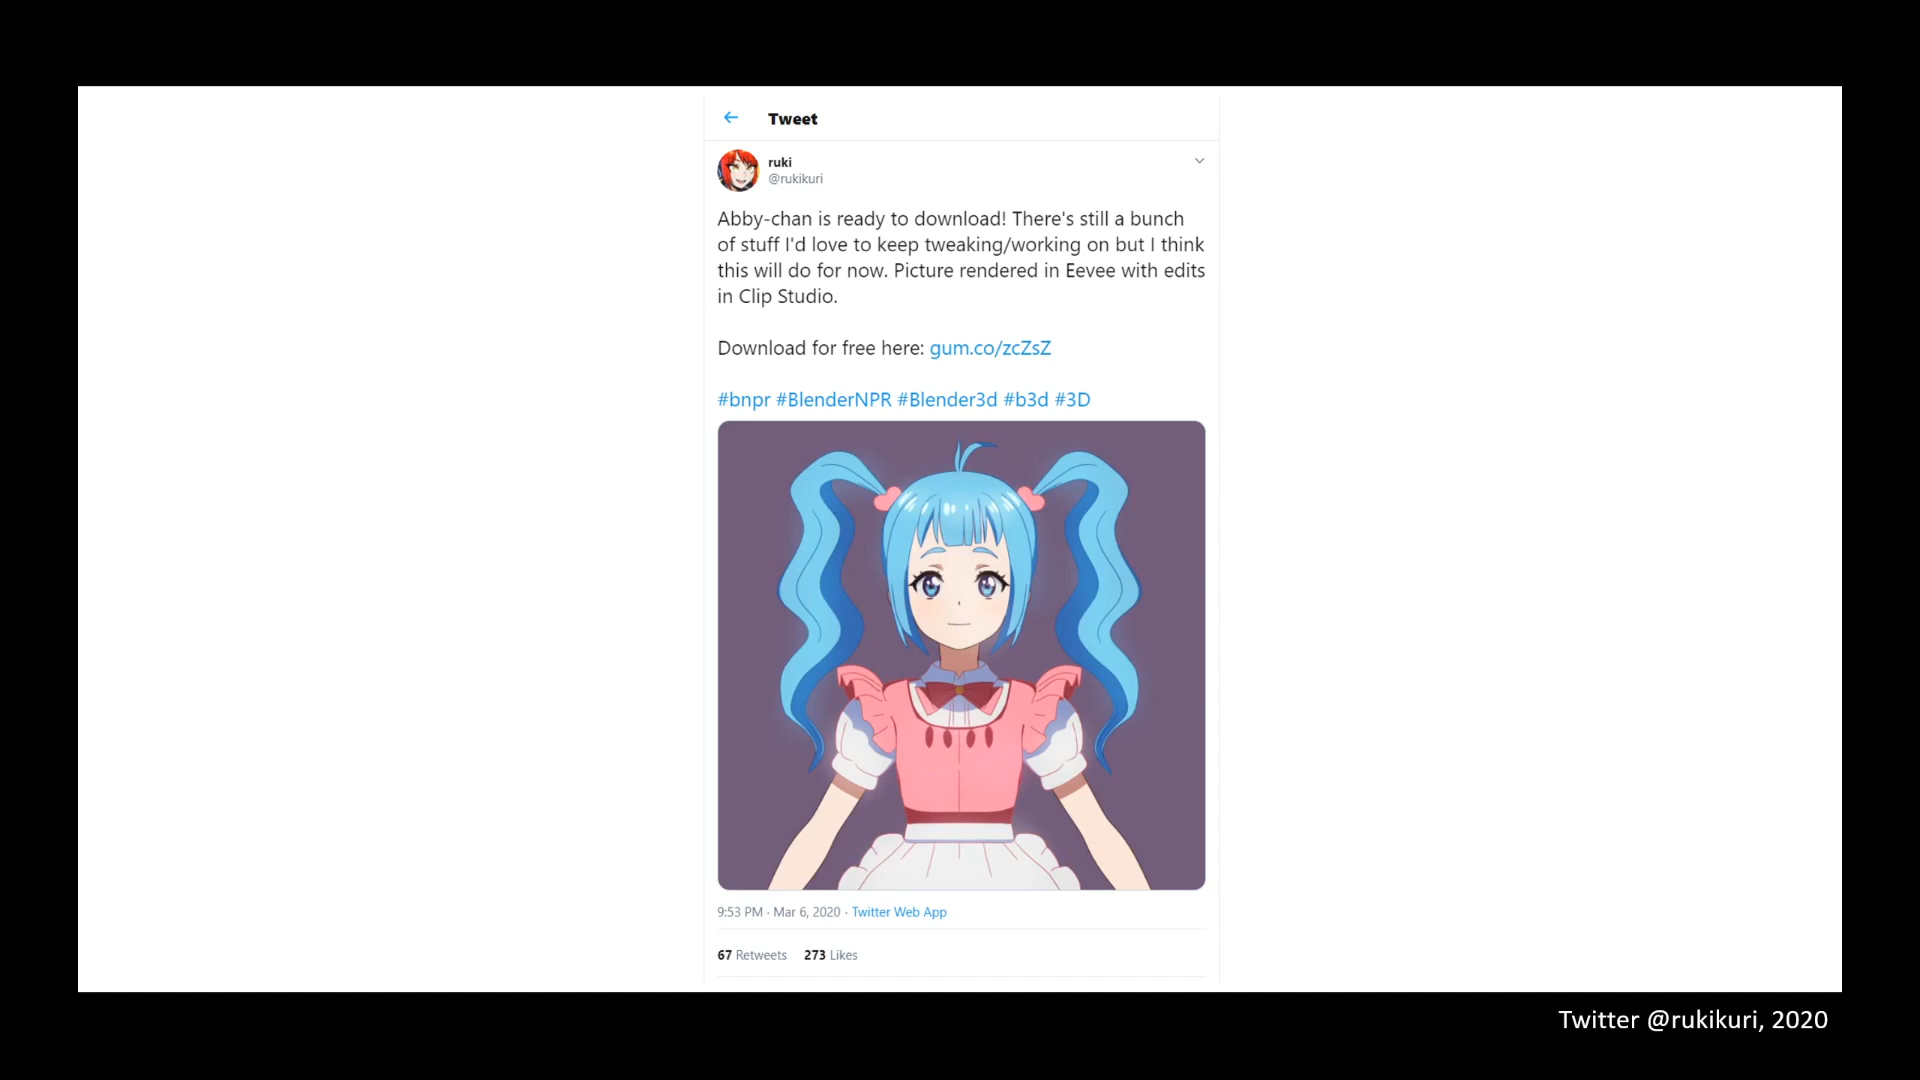 Tweet
ruki
@rukikuri
Abby-chan is ready to download! There's still a bunch
of stuff I'd love to keep tweaking/working on but I think
this will do for now. Picture rendered in Eevee with edits
in Clip Studio.
Download for free here: gum.co/zcZsZ
#bnpr #BlenderNPR #Blender3d #b3d #3D
9:53 PM · Mar 6, 2020 · Twitter Web App
67 Retweets 273 Likes
Twitter @rukikuri, 2020